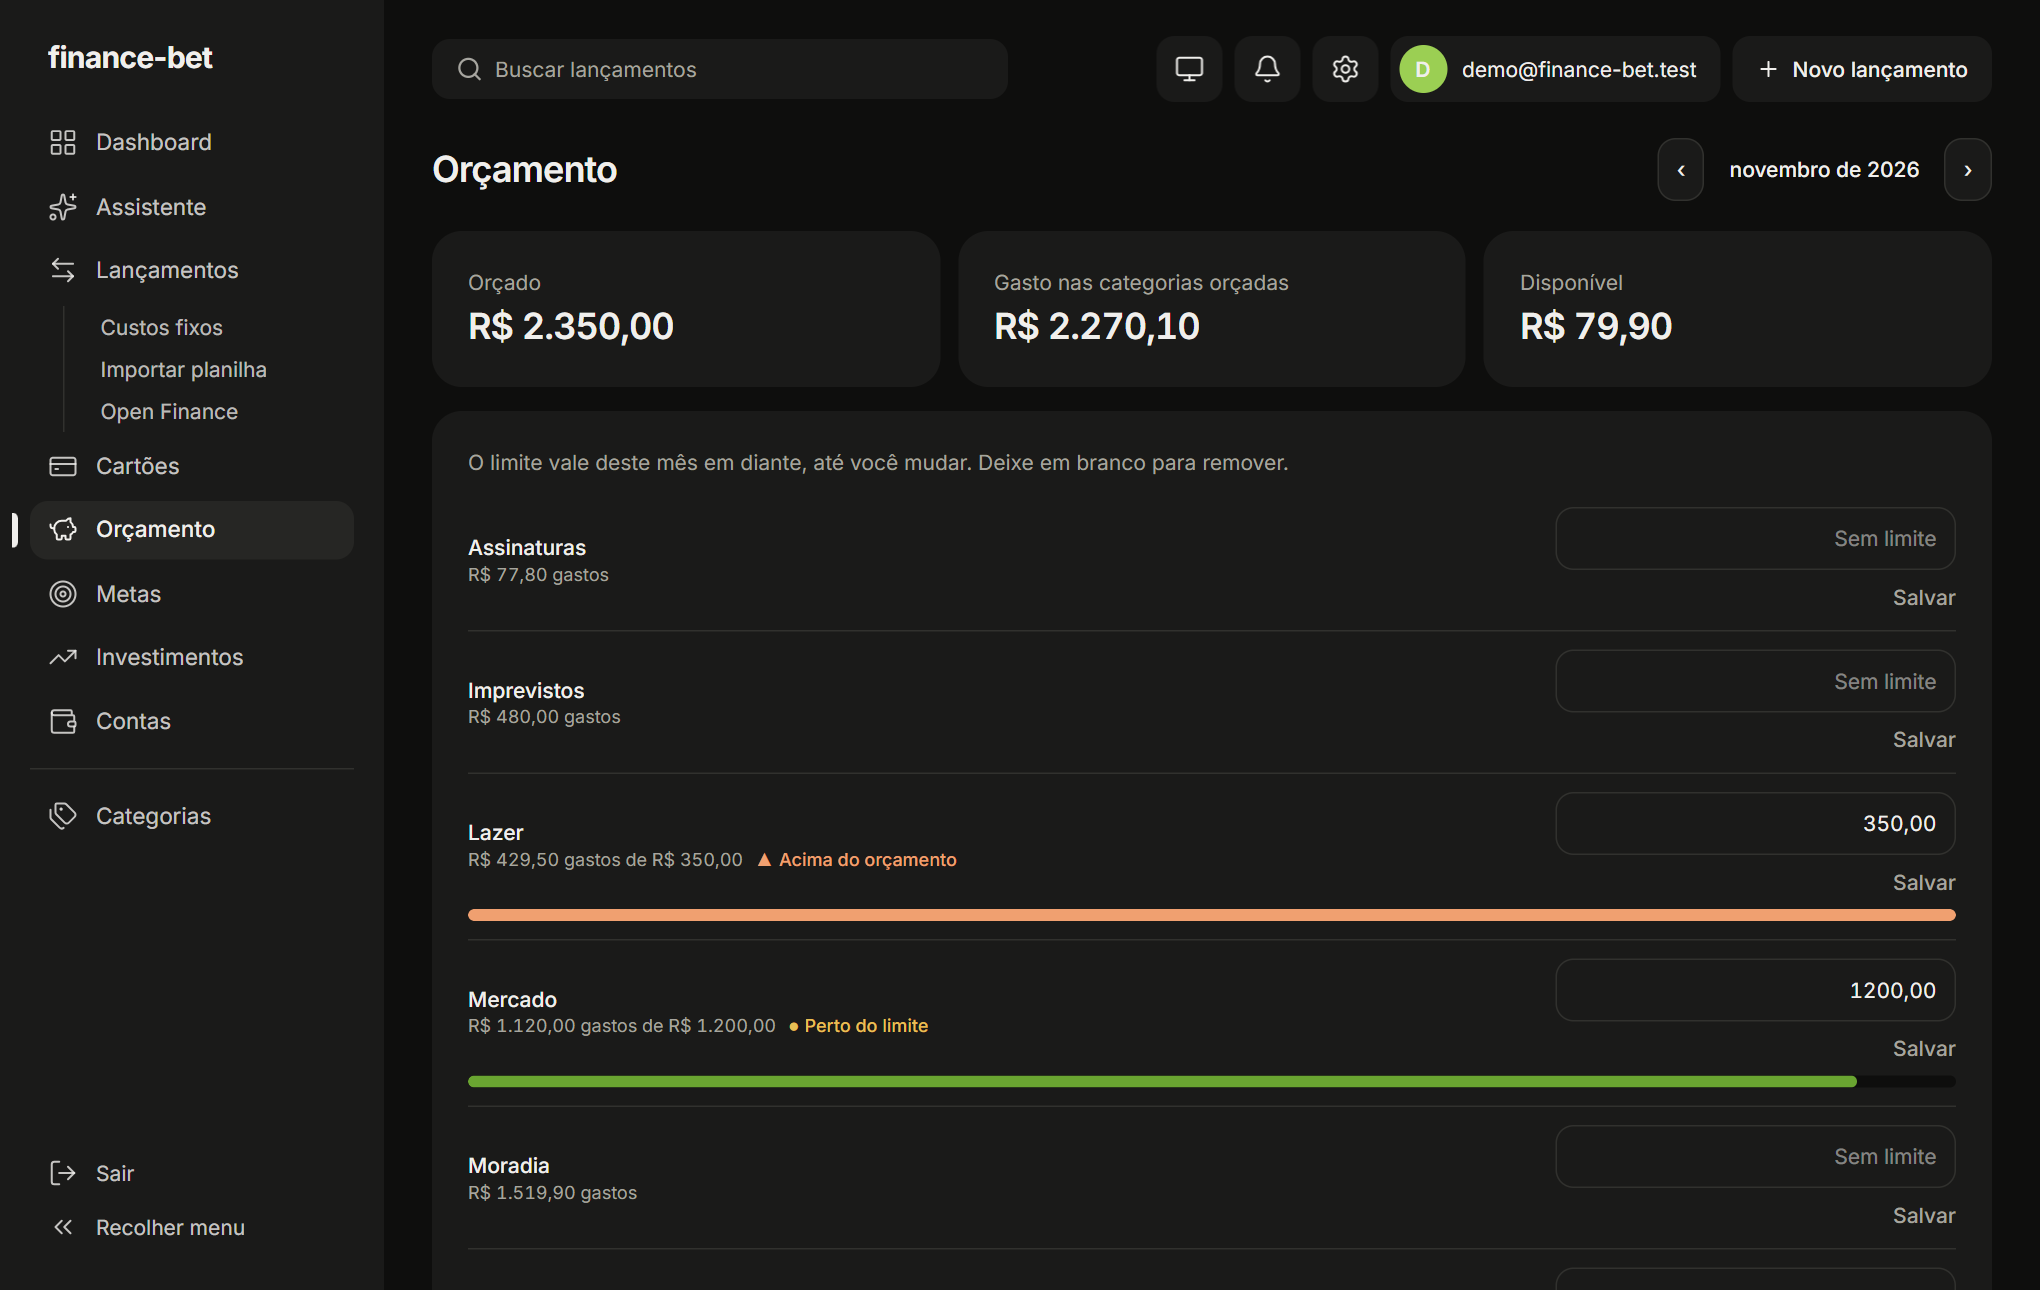 finance-bet
Dashboard
Assistente
Lançamentos
Custos fixos
Importar planilha
Open Finance
Cartões
Orçamento
Metas
Investimentos
Contas
Categorias
Sair
Recolher menu
Buscar lançamentos
D
demo@finance-bet.test
+ Novo lançamento
Orçamento
‹
novembro de 2026
›
Orçado
R$ 2.350,00
Gasto nas categorias orçadas
R$ 2.270,10
Disponível
R$ 79,90
O limite vale deste mês em diante, até você mudar. Deixe em branco para remover.
Assinaturas
R$ 77,80 gastos
Sem limite
Salvar
Imprevistos
R$ 480,00 gastos
Sem limite
Salvar
Lazer
R$ 429,50 gastos de R$ 350,00 ▲ Acima do orçamento
350,00
Salvar
Mercado
R$ 1.120,00 gastos de R$ 1.200,00 ● Perto do limite
1200,00
Salvar
Moradia
R$ 1.519,90 gastos
Sem limite
Salvar